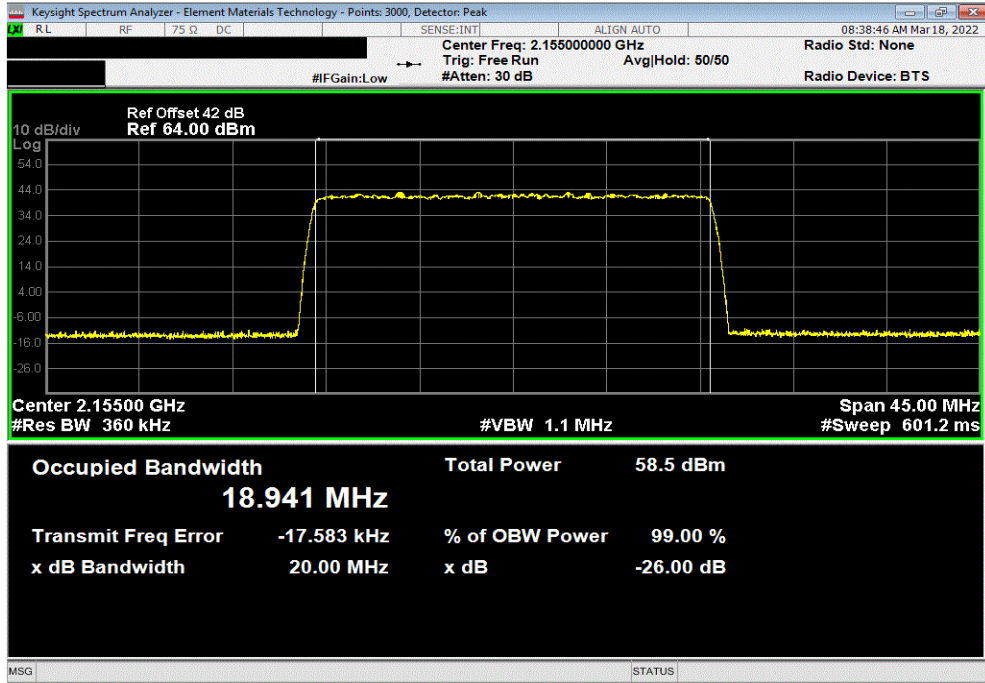 Keysight Spectrum Analyzer - Element Materials Technology - Points: 3000, Detector: Peak
LXI RL RF 75 Ω DC SENSE:INT ALIGN AUTO 08:38:46 AM Mar 18, 2022
Center Freq: 2.155000000 GHz Radio Std: None
Trig: Free Run Avg|Hold: 50/50
#IFGain:Low #Atten: 30 dB Radio Device: BTS
Ref Offset 42 dB
10 dB/div Ref 64.00 dBm
Log
54.0
44.0
34.0
24.0
14.0
4.00
-6.00
-16.0
-26.0
Center 2.15500 GHz Span 45.00 MHz
#Res BW 360 kHz #VBW 1.1 MHz #Sweep 601.2 ms
Occupied Bandwidth Total Power 58.5 dBm
18.941 MHz
Transmit Freq Error -17.583 kHz % of OBW Power 99.00 %
x dB Bandwidth 20.00 MHz x dB -26.00 dB
MSG STATUS